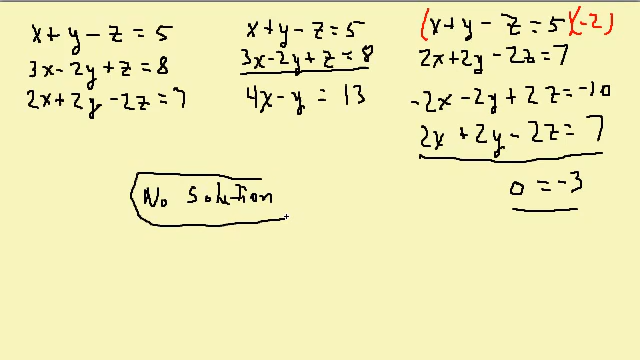 x+y-z=5
3x-2y+z=8
2x+2y-2z=7
x+y-z=5
3x-2y+z=8
4x-y=13
(x+y-z=5)(-2)
2x+2y-2z=7
-2x-2y+2z=-10
2x+2y-2z=7
0=-3
No Solution